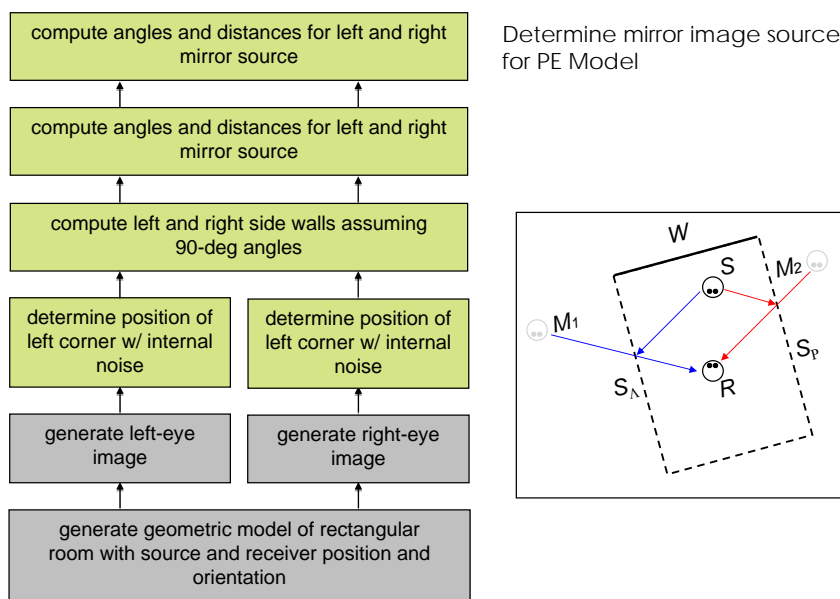 compute angles and distances for left and right
mirror source
compute angles and distances for left and right
mirror source
compute left and right side walls assuming
90-deg angles
determine position of
left corner w/ internal
noise
determine position of
left corner w/ internal
noise
generate left-eye
image
generate right-eye
image
generate geometric model of rectangular
room with source and receiver position and
orientation
Determine mirror image source
for PE Model
W
S
M2
M1
SΛ
R
SP